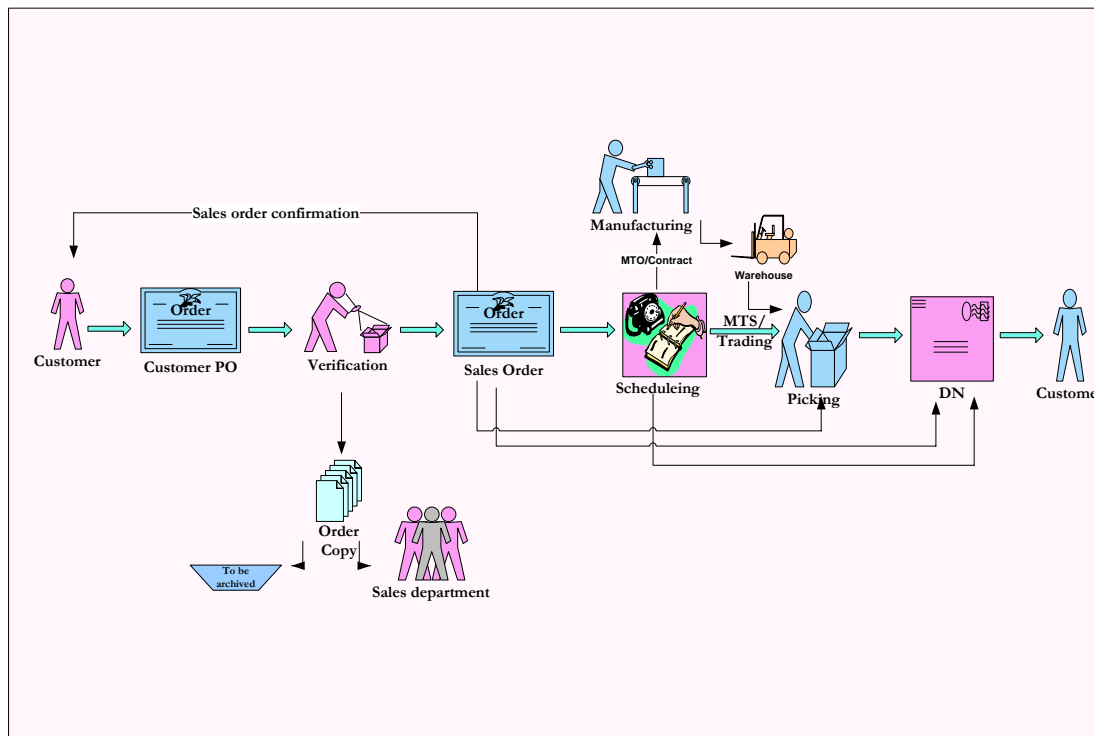 Manufacturing
Sales order confirmation
MTO/Contract
Warehouse
Order
Order
MTS/
Trading
Customer
Customer PO
Verification
Sales Order
Scheduleing
Picking
DN
Custome
Order
Copy
To be
archived
Sales department